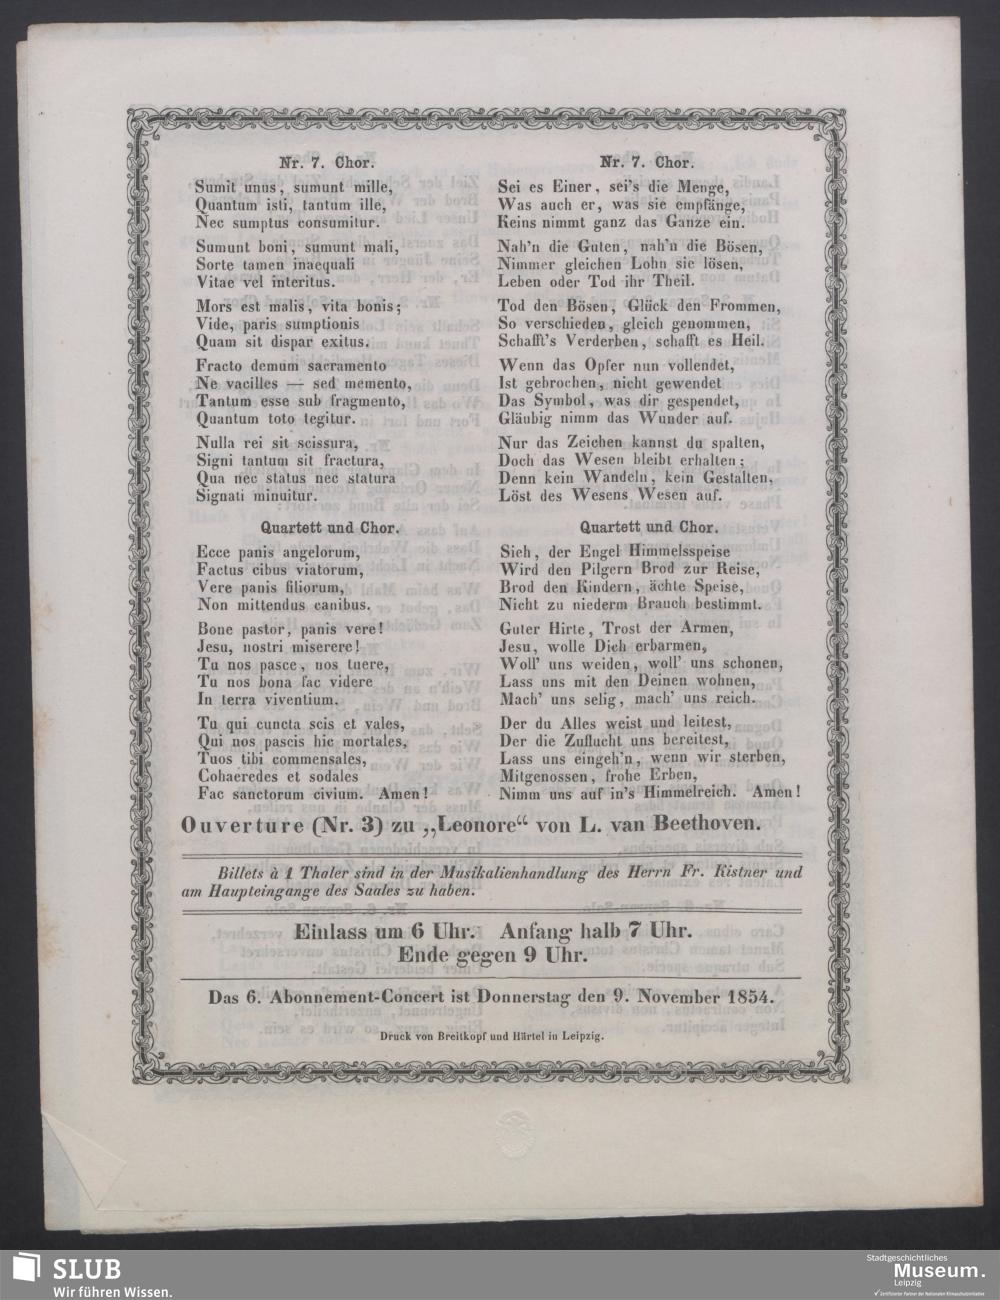 Nr. 7. Chor.
Sumit unus, sumunt mille,
Quantum isti, tantum ille,
Nec sumptus consumitur.
Sumunt boni, sumunt mali,
Sorte tamen inaequali
Vitae vel interitus.
Mors est malis, vita bonis;
Vide, paris sumptionis
Quam sit dispar exitus.
Fracto demum sacramento
Ne vacilles — sed memento,
Tantum esse sub fragmento,
Quantum toto tegitur.
Nulla rei sit scissura,
Signi tantum sit fractura,
Qua nec status nec statura
Signati minuitur.
Quartett und Chor.
Ecce panis angelorum,
Factus cibus viatorum,
Vere panis filiorum,
Non mittendus canibus.
Bone pastor, panis vere!
Jesu, nostri miserere!
Tu nos pasce, nos tuere,
Tu nos bona fac videre
In terra viventium.
Tu qui cuncta scis et vales,
Qui nos pascis hic mortales,
Tuos tibi commensales,
Cohaeredes et sodales
Fac sanctorum civium. Amen!
Nr. 7. Chor.
Sei es Einer, sei's die Menge,
Was auch er, was sie empfänge,
Keins nimmt ganz das Ganze ein.
Nah'n die Guten, nah'n die Bösen,
Nimmer gleichen Lohn sie lösen,
Leben oder Tod ihr Theil.
Tod den Bösen, Glück den Frommen,
So verschieden, gleich genommen,
Schafft's Verderben, schafft es Heil.
Wenn das Opfer nun vollendet,
Ist gebrochen, nicht gewendet
Das Symbol, was dir gespendet,
Gläubig nimm das Wunder auf.
Nur das Zeichen kannst du spalten,
Doch das Wesen bleibt erhalten;
Denn kein Wandeln, kein Gestalten,
Löst des Wesens Wesen auf.
Quartett und Chor.
Sieh, der Engel Himmelsspeise
Wird den Pilgern Brod zur Reise,
Brod den Kindern, ächte Speise,
Nicht zu niederm Brauch bestimmt.
Guter Hirte, Trost der Armen,
Jesu, wolle Dich erbarmen,
Woll' uns weiden, woll' uns schonen,
Lass uns mit den Deinen wohnen,
Mach' uns selig, mach' uns reich.
Der du Alles weist und leitest,
Der die Zuflucht uns bereitest,
Lass uns eingeh'n, wenn wir sterben,
Mitgenossen, frohe Erben,
Nimm uns auf in's Himmelreich. Amen!
Ouverture (Nr. 3) zu „Leonore“ von L. van Beethoven.
Billets à 1 Thaler sind in der Musikalienhandlung des Herrn Fr. Kistner und
am Haupteingange des Saales zu haben.
Einlass um 6 Uhr. Anfang halb 7 Uhr.
Ende gegen 9 Uhr.
Das 6. Abonnement-Concert ist Donnerstag den 9. November 1854.
Druck von Breitkopf und Härtel in Leipzig.
SLUB
Wir führen Wissen.
Stadtgeschichtliches
Museum.
Leipzig
Zertifizierter Partner der Nationalen Klimaschutzinitiative